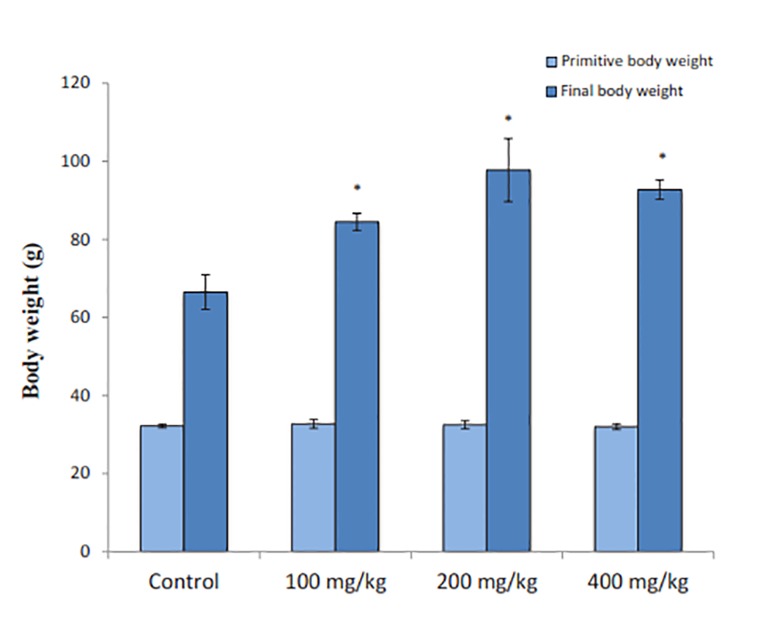 Primitive body weight
Final body weight
*
*
*
120
100
80
60
40
20
0
Body weight (g)
Control
100 mg/kg
200 mg/kg
400 mg/kg